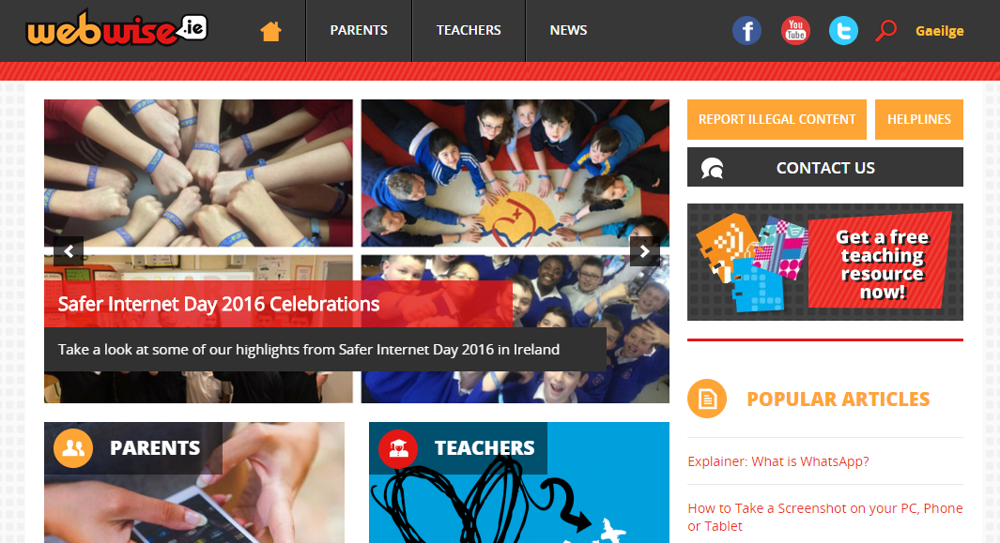 webwise.ie
PARENTS
TEACHERS
NEWS
f
You
Tube
t
Gaeilge
Safer Internet Day 2016 Celebrations
Take a look at some of our highlights from Safer Internet Day 2016 in Ireland
REPORT ILLEGAL CONTENT
HELPLINES
CONTACT US
Get a free
teaching
resource
now!
POPULAR ARTICLES
Explainer: What is WhatsApp?
How to Take a Screenshot on your PC, Phone
or Tablet
PARENTS
TEACHERS